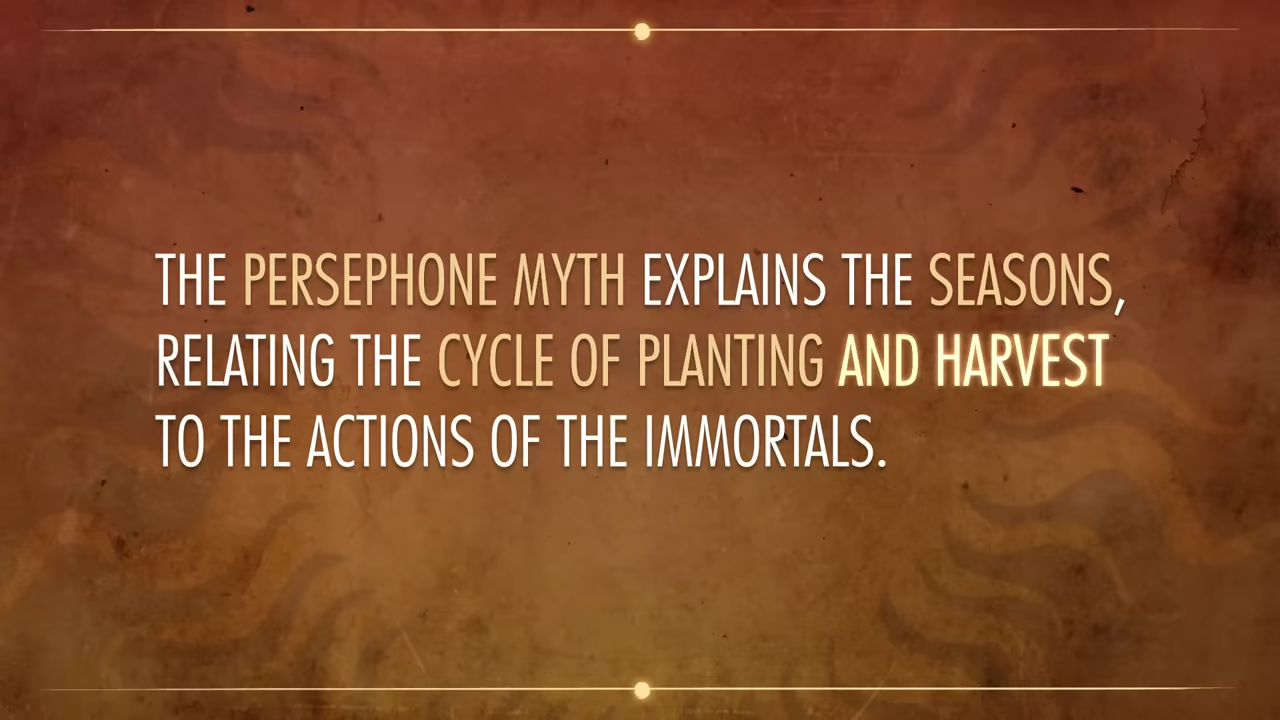 THE PERSEPHONE MYTH EXPLAINS THE SEASONS,
RELATING THE CYCLE OF PLANTING AND HARVEST
TO THE ACTIONS OF THE IMMORTALS.